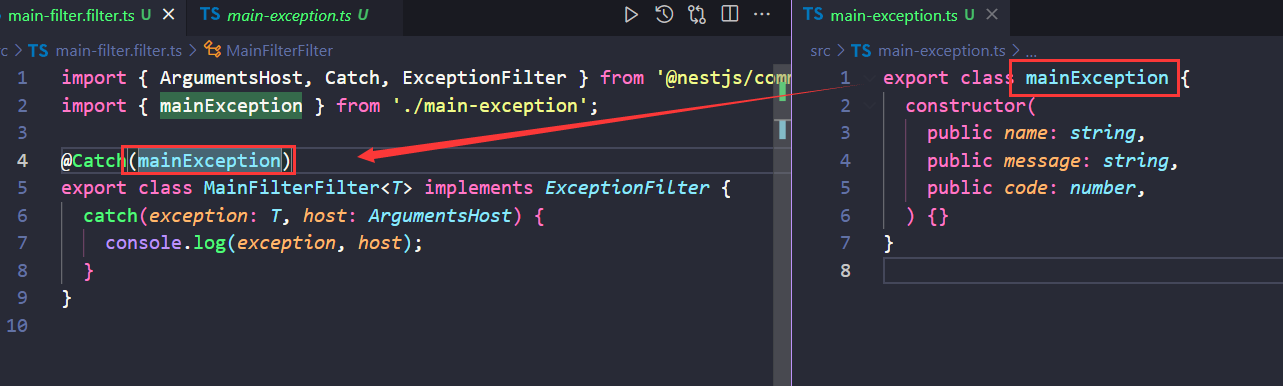 TS main-filter.filter.ts U
TS main-exception.ts U
TS main-filter.filter.ts > MainFilterFilter
1 import { ArgumentsHost, Catch, ExceptionFilter } from '@nestjs/com
2 import { mainException } from './main-exception';
3
4 @Catch(mainException)
5 export class MainFilterFilter<T> implements ExceptionFilter {
6 catch(exception: T, host: ArgumentsHost) {
7 console.log(exception, host);
8 }
9 }
10
TS main-exception.ts U
src > TS main-exception.ts > ...
1 export class mainException {
2 constructor(
3 public name: string,
4 public message: string,
5 public code: number,
6 ) {}
7 }
8